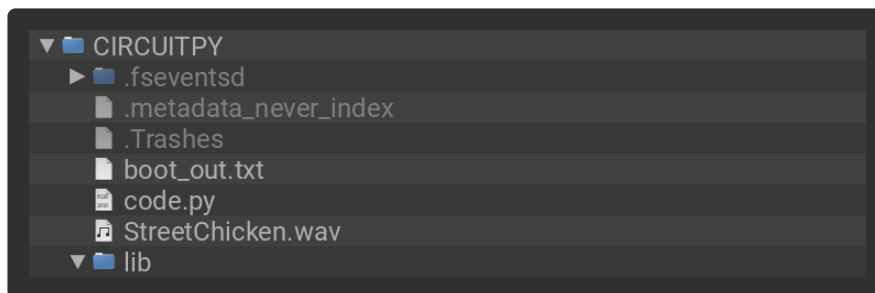 CIRCUITPY
.fseventsd
.metadata_never_index
.Trashes
boot_out.txt
code.py
StreetChicken.wav
lib